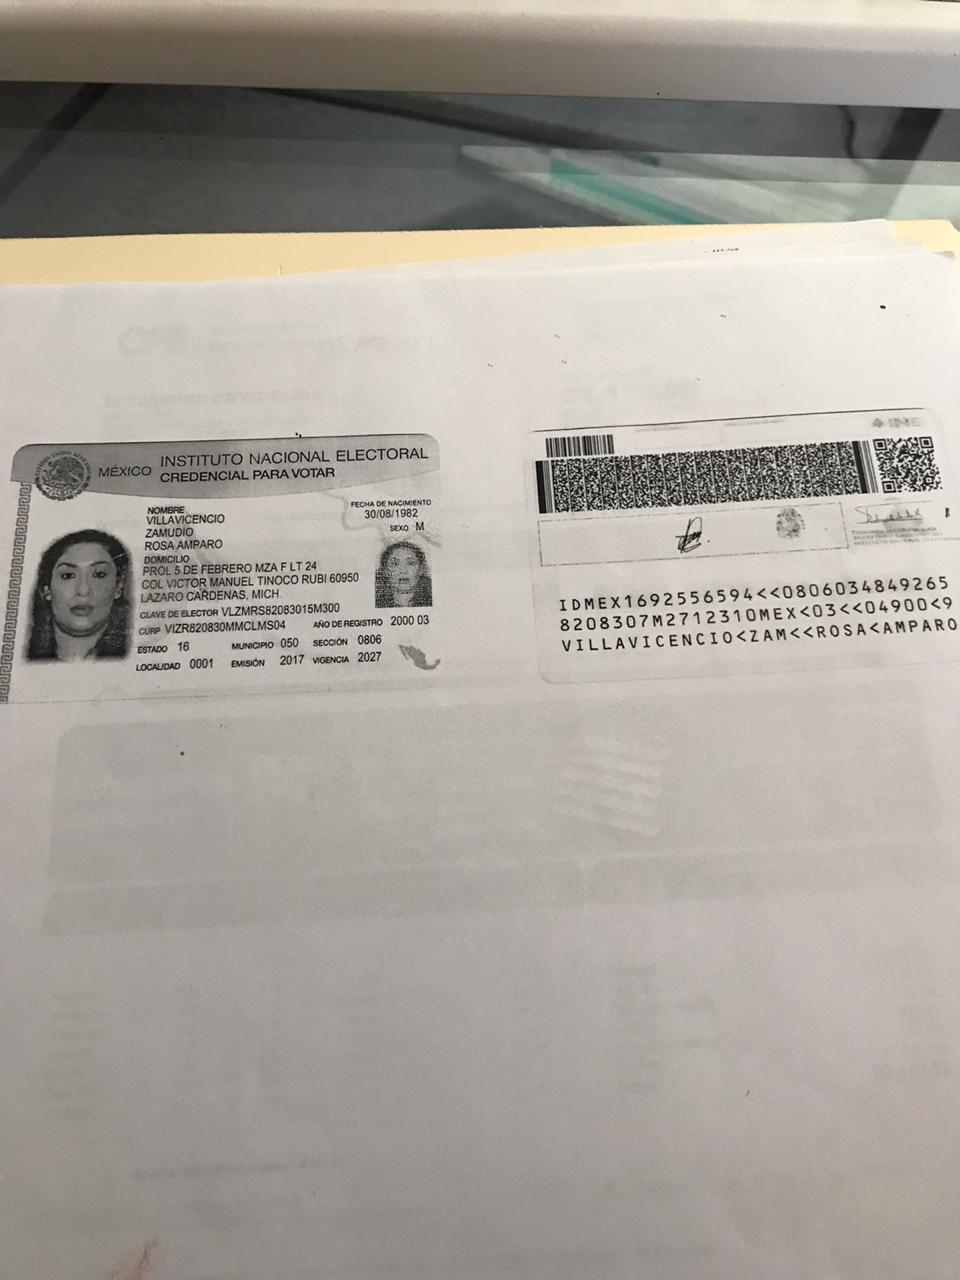 MÉXICO INSTITUTO NACIONAL ELECTORAL
CREDENCIAL PARA VOTAR
NOMBRE
VILLAVICENCIO
ZAMUDIO
ROSA AMPARO
FECHA DE NACIMIENTO
30/08/1982
SEXO M
DOMICILIO
PROL 5 DE FEBRERO MZA F LT 24
COL VICTOR MANUEL TINOCO RUBI 60950
LAZARO CARDENAS, MICH.
CLAVE DE ELECTOR VLZMRS82083015M300
CURP VIZR820830MMCLMS04 AÑO DE REGISTRO 2000 03
ESTADO 16 MUNICIPIO 050 SECCIÓN 0806
LOCALIDAD 0001 EMISIÓN 2017 VIGENCIA 2027
INE
IDMEX1692556594<<0806034849265
8208307M2712310MEX<03<<04900<9
VILLAVICENCIO<ZAM<<ROSA<AMPARO